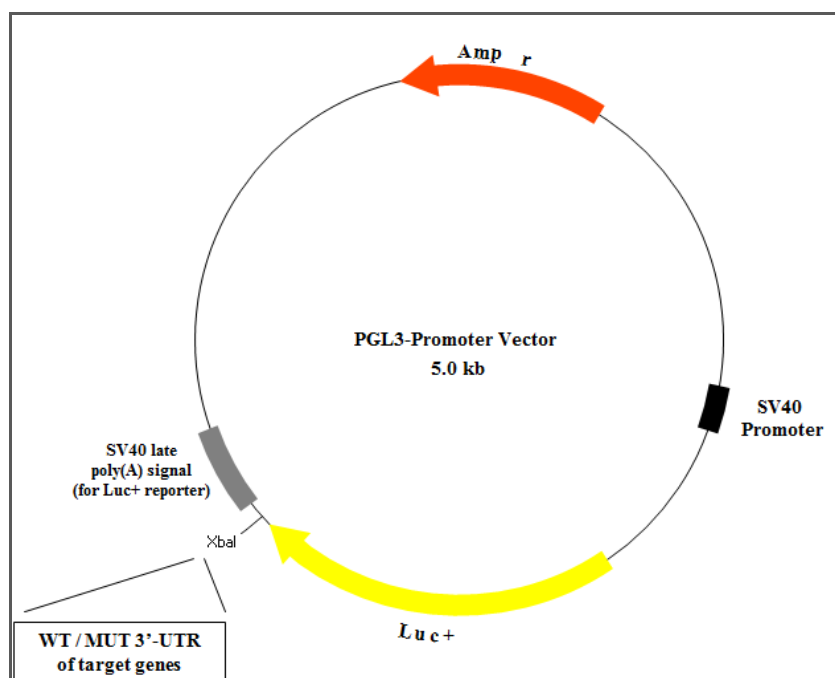 Amp r
PGL3-Promoter Vector
5.0 kb
SV40
Promoter
SV40 late
poly(A) signal
(for Luc+ reporter)
XbaI
Luc+
WT / MUT 3'-UTR
of target genes